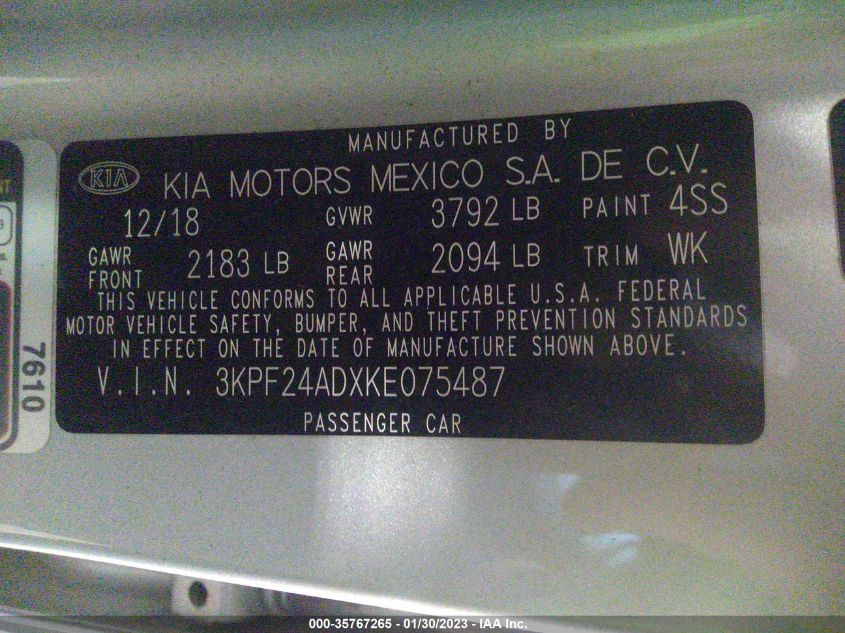 MANUFACTURED BY
KIA KIA MOTORS MEXICO S.A. DE C.V.
12/18 GVWR 3792 LB PAINT 4SS
GAWR FRONT 2183 LB GAWR REAR 2094 LB TRIM WK
THIS VEHICLE CONFORMS TO ALL APPLICABLE U.S.A. FEDERAL
MOTOR VEHICLE SAFETY, BUMPER, AND THEFT PREVENTION STANDARDS
IN EFFECT ON THE DATE OF MANUFACTURE SHOWN ABOVE.
V.I.N. 3KPF24ADXKE075487
PASSENGER CAR
7610
000-35767265 - 01/30/2023 - IAA Inc.